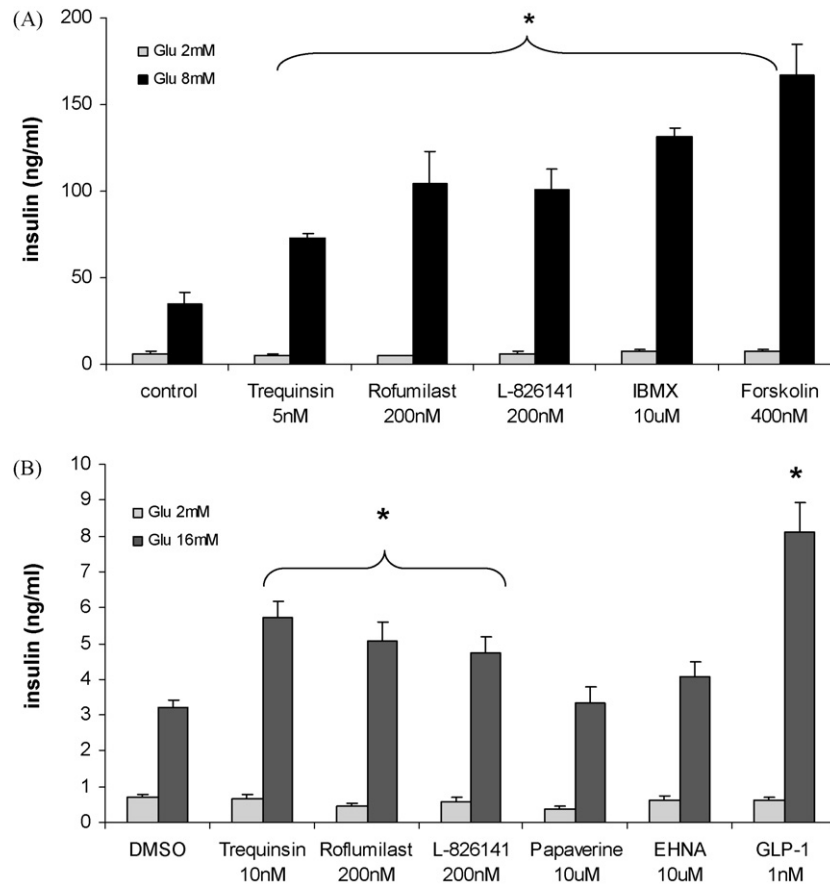 (A)
200
150
100
50
0
insulin (ng/ml)
Glu 2mM
Glu 8mM
*
control Trequinsin Rofumilast L-826141 IBMX Forskolin
5nM 200nM 200nM 10uM 400nM
(B)
10
9
8
7
6
5
4
3
2
1
0
insulin (ng/ml)
Glu 2mM
Glu 16mM
*
*
DMSO Trequinsin Roflumilast L-826141 Papaverine EHNA GLP-1
10nM 200nM 200nM 10uM 10uM 1nM